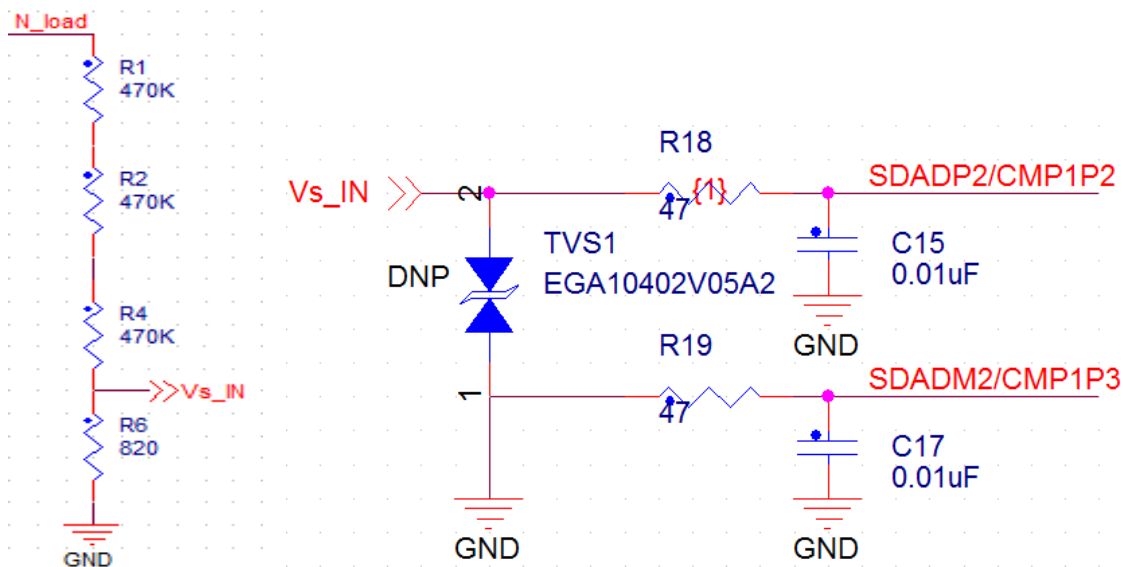 N_load
R1
470K
R2
470K
R4
470K
Vs_IN
R6
820
GND
Vs_IN
2
R18
{1}
47
SDADP2/CMP1P2
TVS1
DNP
EGA10402V05A2
C15
0.01uF
GND
R19
1
47
SDADM2/CMP1P3
C17
0.01uF
GND
GND